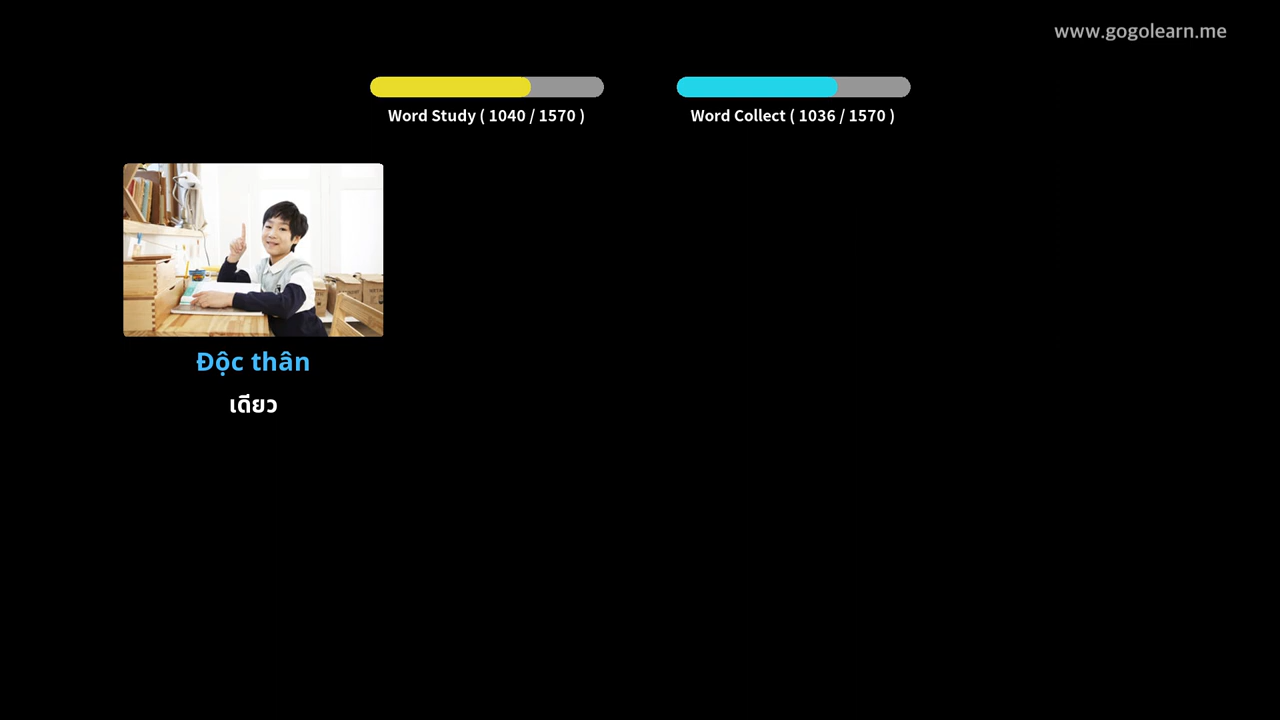 www.gogolearn.me
Word Study ( 1040 / 1570 )
Word Collect ( 1036 / 1570 )
Độc thân
เดียว